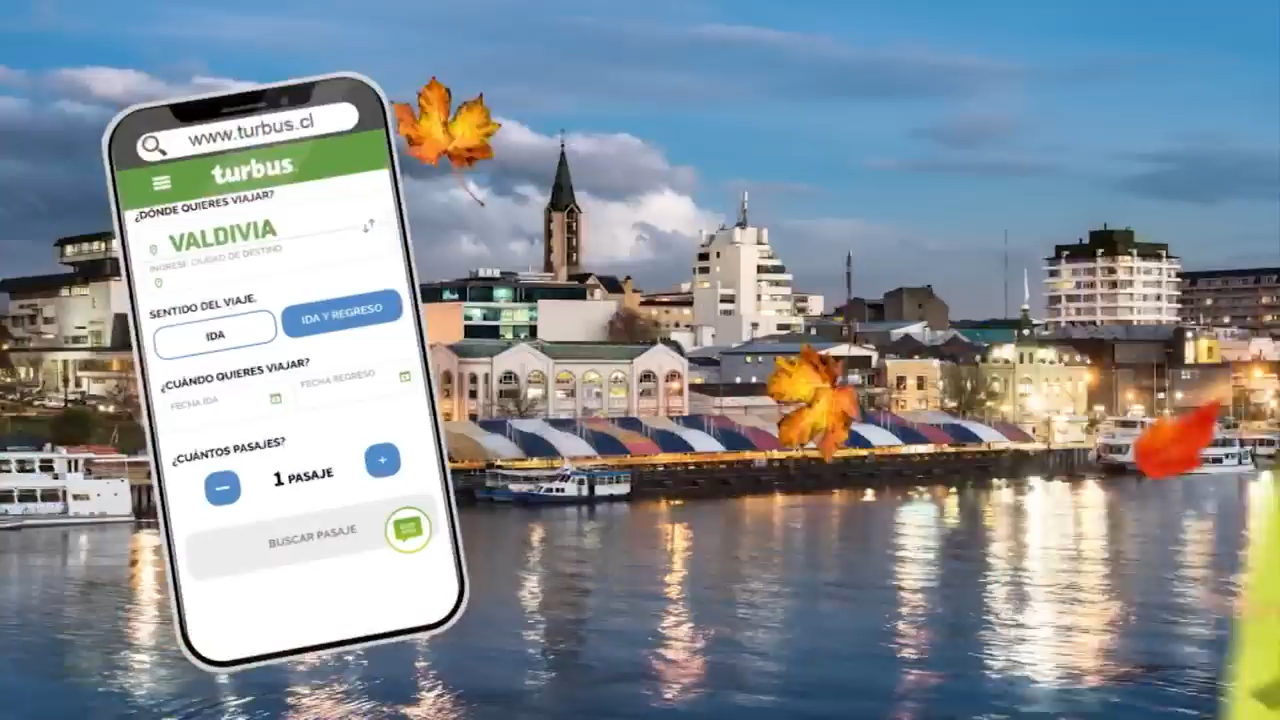 www.turbus.cl
turbus
¿DÓNDE QUIERES VIAJAR?
VALDIVIA
INGRESE CIUDAD DE DESTINO
SENTIDO DEL VIAJE.
IDA
IDA Y REGRESO
¿CUÁNDO QUIERES VIAJAR?
FECHA IDA
FECHA REGRESO
¿CUÁNTOS PASAJES?
1 PASAJE
BUSCAR PASAJE